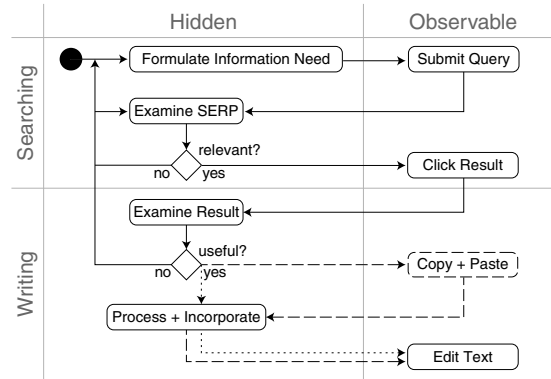 Hidden Observable
Searching
Formulate Information Need Submit Query
Examine SERP
relevant?
no yes Click Result
Writing
Examine Result
useful?
no yes Copy + Paste
Process + Incorporate
Edit Text